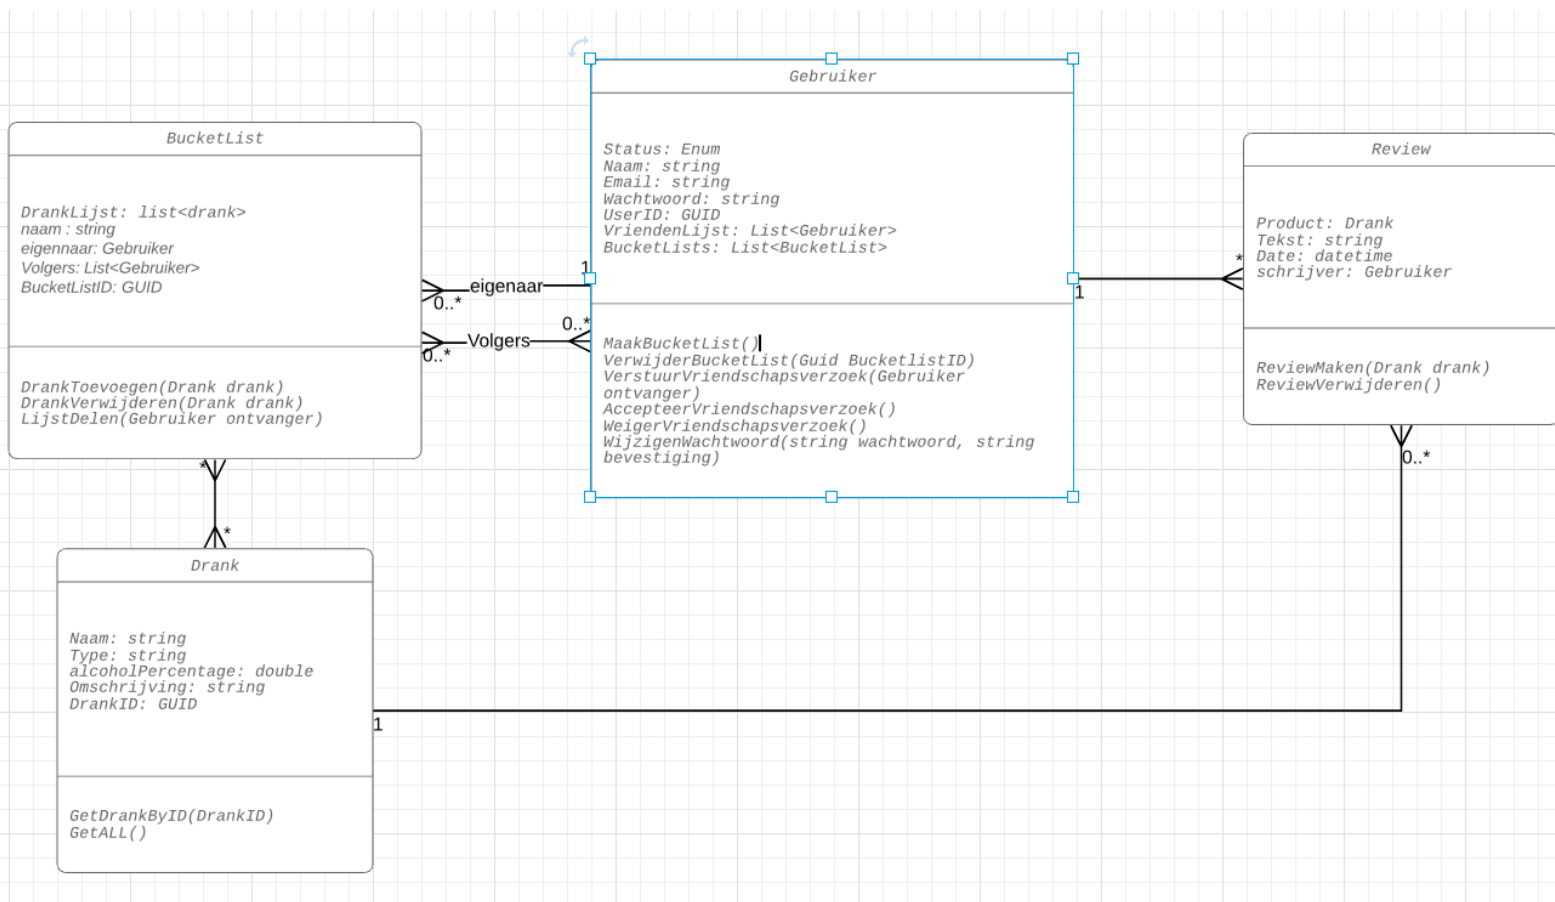 BucketList
DrankLijst: list<drank>
naam : string
eigennaar: Gebruiker
Volgers: List<Gebruiker>
BucketListID: GUID
DrankToevoegen(Drank drank)
DrankVerwijderen(Drank drank)
LijstDelen(Gebruiker ontvanger)
1
0..*
eigenaar
0..*
0..*
Volgers
Gebruiker
Status: Enum
Naam: string
Email: string
Wachtwoord: string
UserID: GUID
VriendenLijst: List<Gebruiker>
BucketLists: List<BucketList>
MaakBucketList()
VerwijderBucketList(Guid BucketlistID)
VerstuurVriendschapsverzoek(Gebruiker
ontvanger)
AccepteerVriendschapsverzoek()
WeigerVriendschapsverzoek()
WijzigenWachtwoord(string wachtwoord, string
bevestiging)
1
*
Review
Product: Drank
Tekst: string
Date: datetime
schrijver: Gebruiker
ReviewMaken(Drank drank)
ReviewVerwijderen()
0..*
*
*
Drank
Naam: string
Type: string
alcoholPercentage: double
Omschrijving: string
DrankID: GUID
GetDrankByID(DrankID)
GetALL()
1